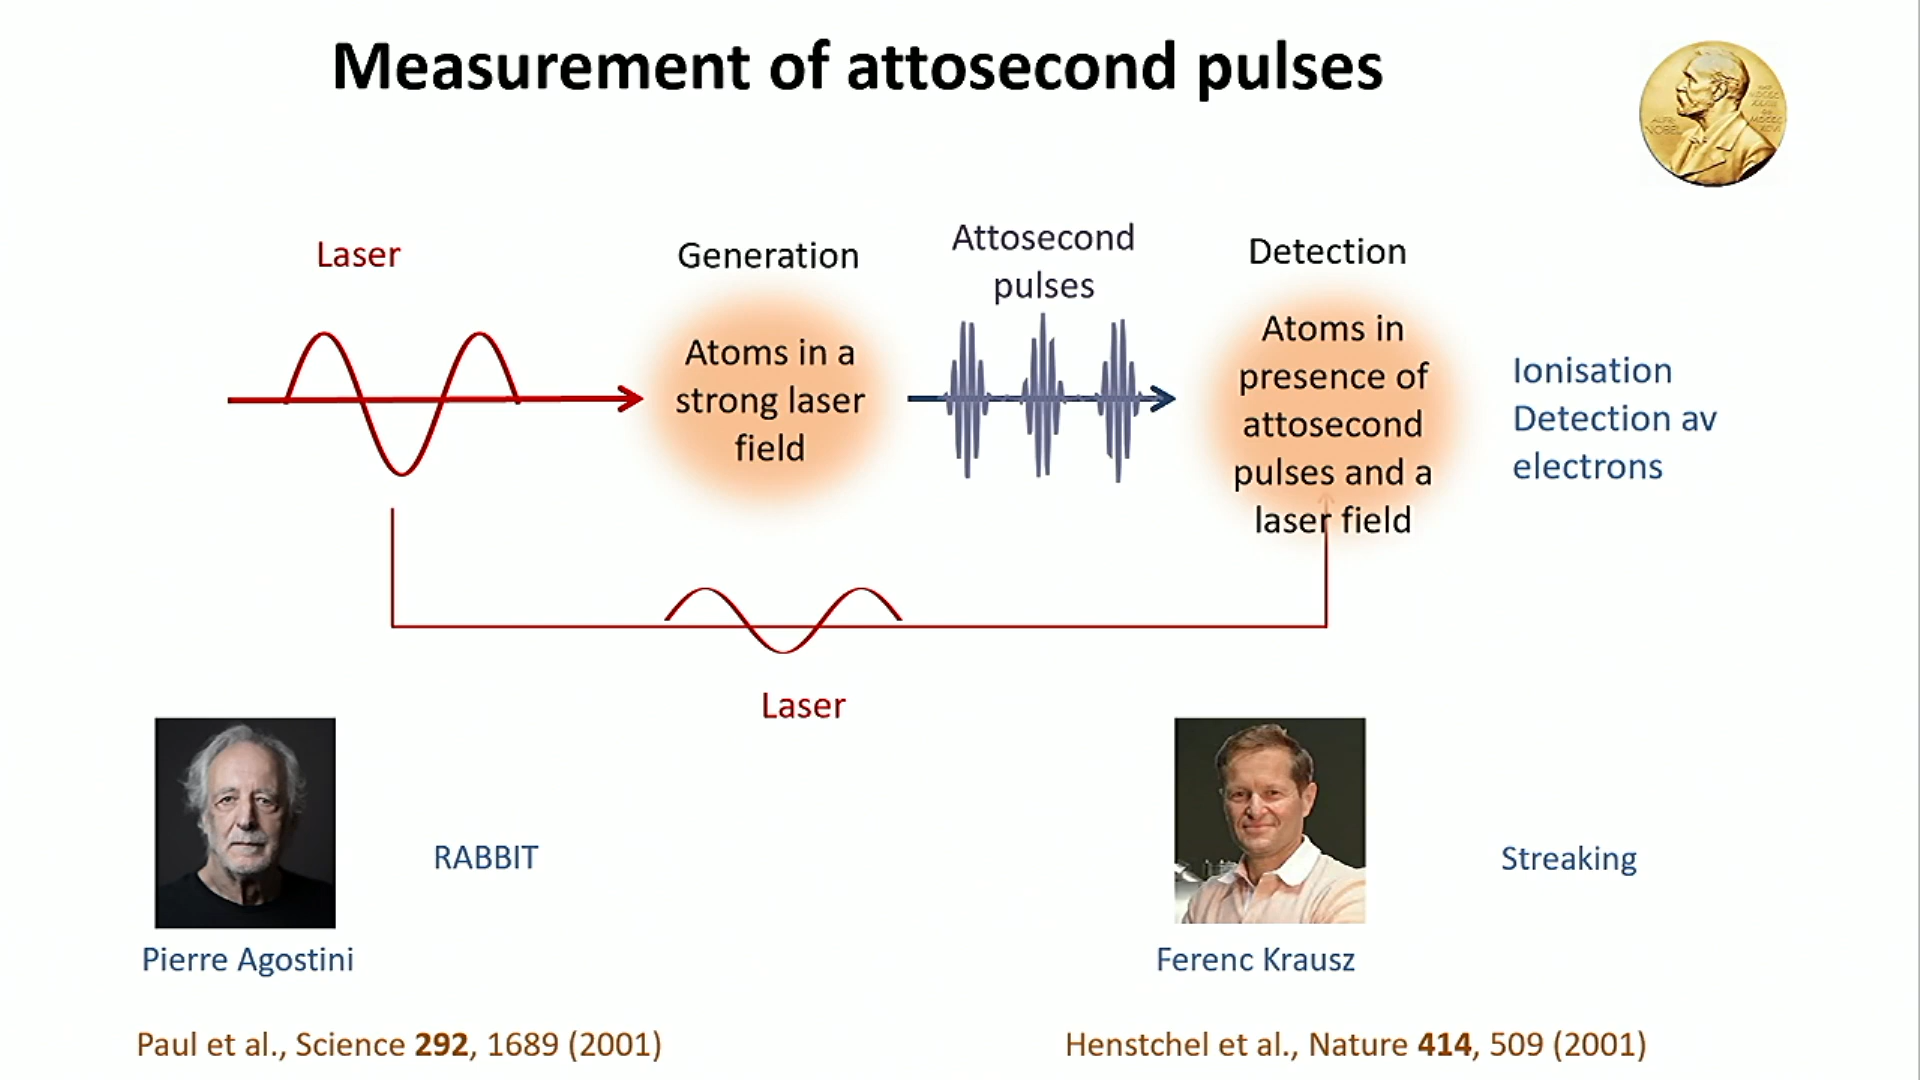 Measurement of attosecond pulses
Laser
Generation
Attosecond
pulses
Detection
Atoms in a
strong laser
field
Atoms in
presence of
attosecond
pulses and a
laser field
Ionisation
Detection av
electrons
Laser
RABBIT
Streaking
Pierre Agostini
Ferenc Krausz
Paul et al., Science 292, 1689 (2001)
Henstchel et al., Nature 414, 509 (2001)